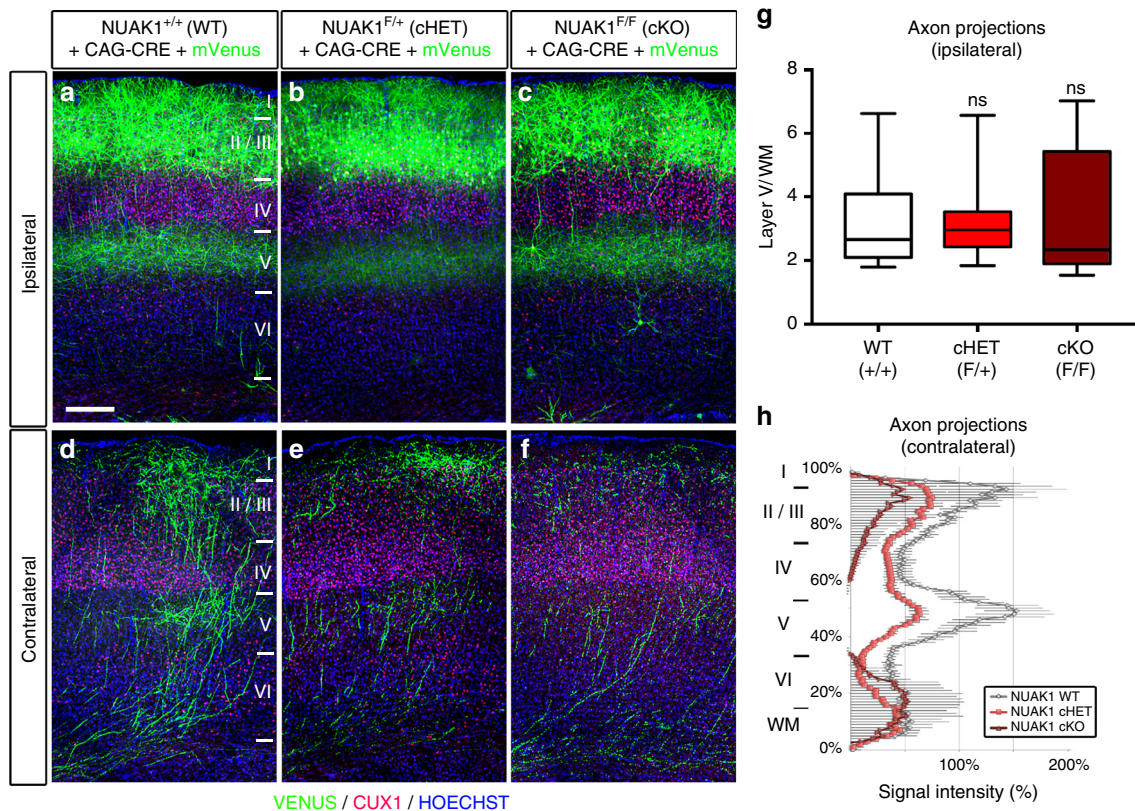 NUAK1+/+ (WT)
+ CAG-CRE + mVenus
NUAK1F/+ (cHET)
+ CAG-CRE + mVenus
NUAK1F/F (cKO)
+ CAG-CRE + mVenus
Ipsilateral
a
I
II / III
IV
V
VI
b
c
Contralateral
d
I
II / III
IV
V
VI
e
f
VENUS / CUX1 / HOECHST
g
Axon projections
(ipsilateral)
Layer V/WM
8
6
4
2
0
ns
ns
WT
(+/+)
cHET
(F/+)
cKO
(F/F)
h
Axon projections
(contralateral)
I
II / III
IV
V
VI
WM
100%
80%
60%
40%
20%
0%
NUAK1 WT
NUAK1 cHET
NUAK1 cKO
100%
200%
Signal intensity (%)